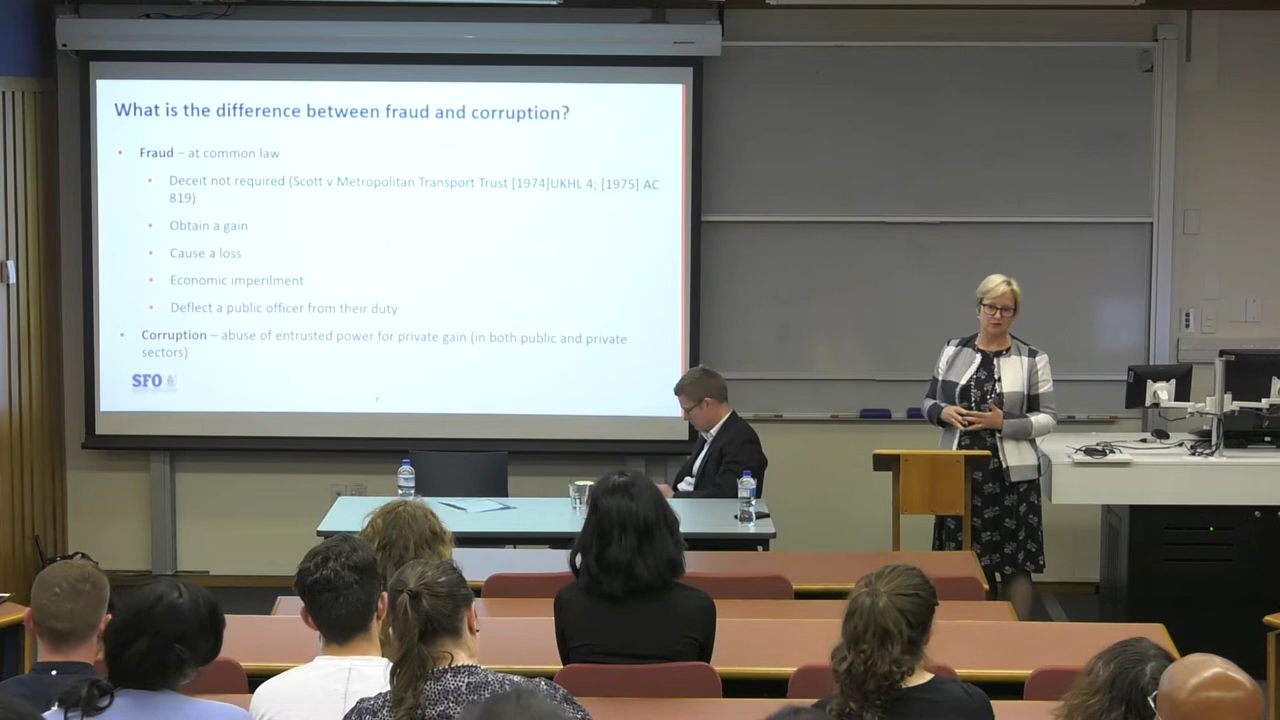 What is the difference between fraud and corruption?
• Fraud – at common law
• Deceit not required (Scott v Metropolitan Transport Trust [1974]UKHL 4; [1975] AC
819)
• Obtain a gain
• Cause a loss
• Economic imperilment
• Deflect a public officer from their duty
• Corruption – abuse of entrusted power for private gain (in both public and private
sectors)
SFO
7